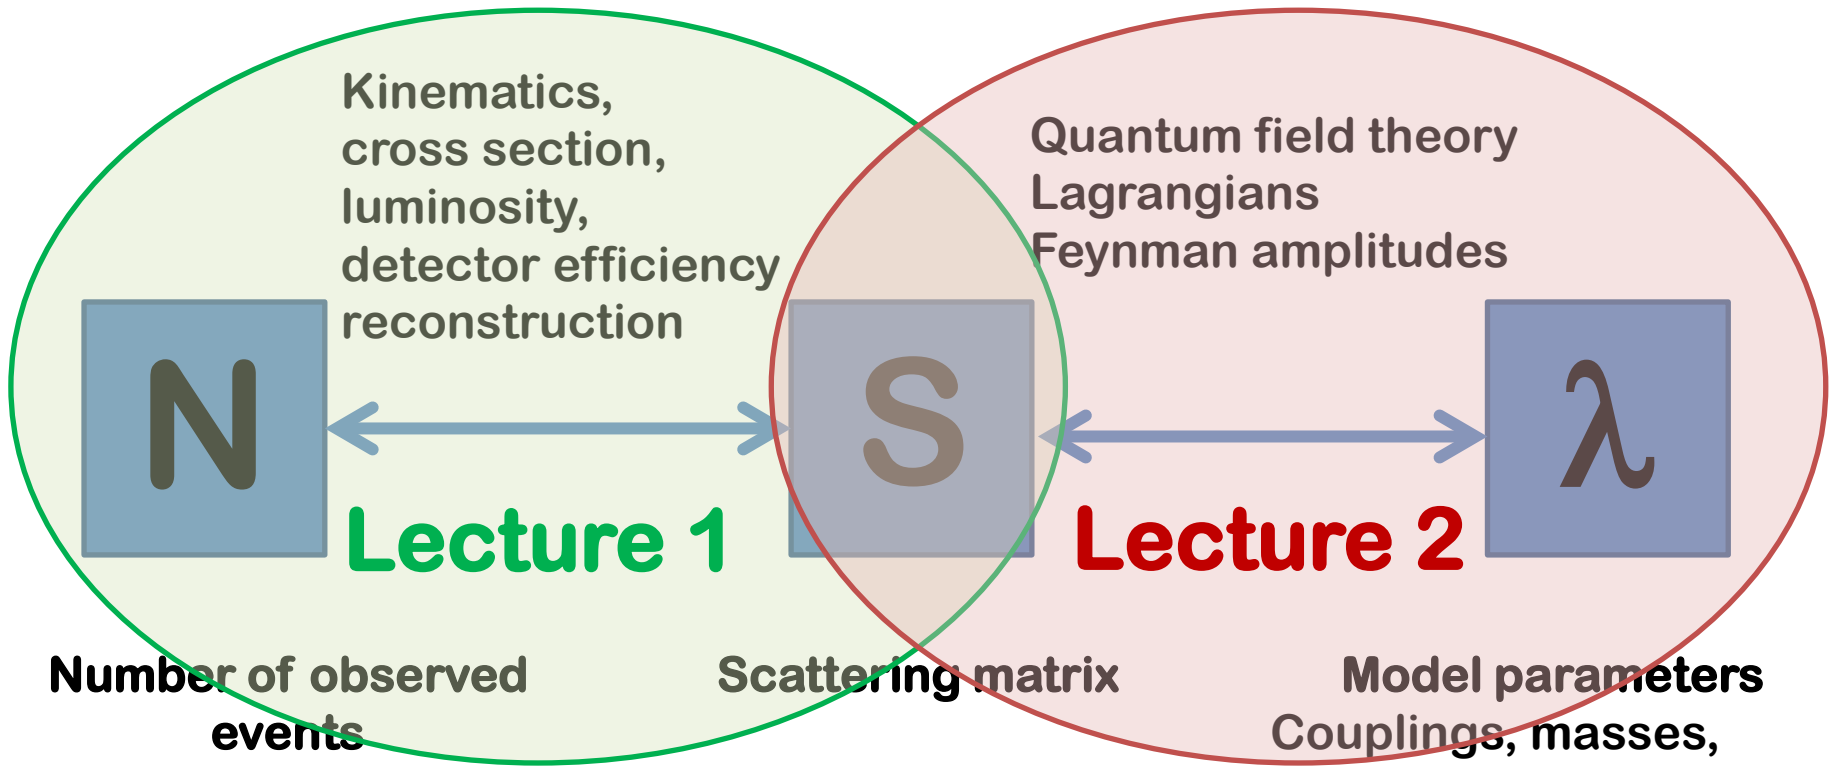 Kinematics,
cross section,
luminosity,
detector efficiency
reconstruction
Quantum field theory
Lagrangians
Feynman amplitudes
N
S
λ
Lecture 1
Lecture 2
Number of observed
events
Scattering matrix
Model parameters
Couplings, masses,